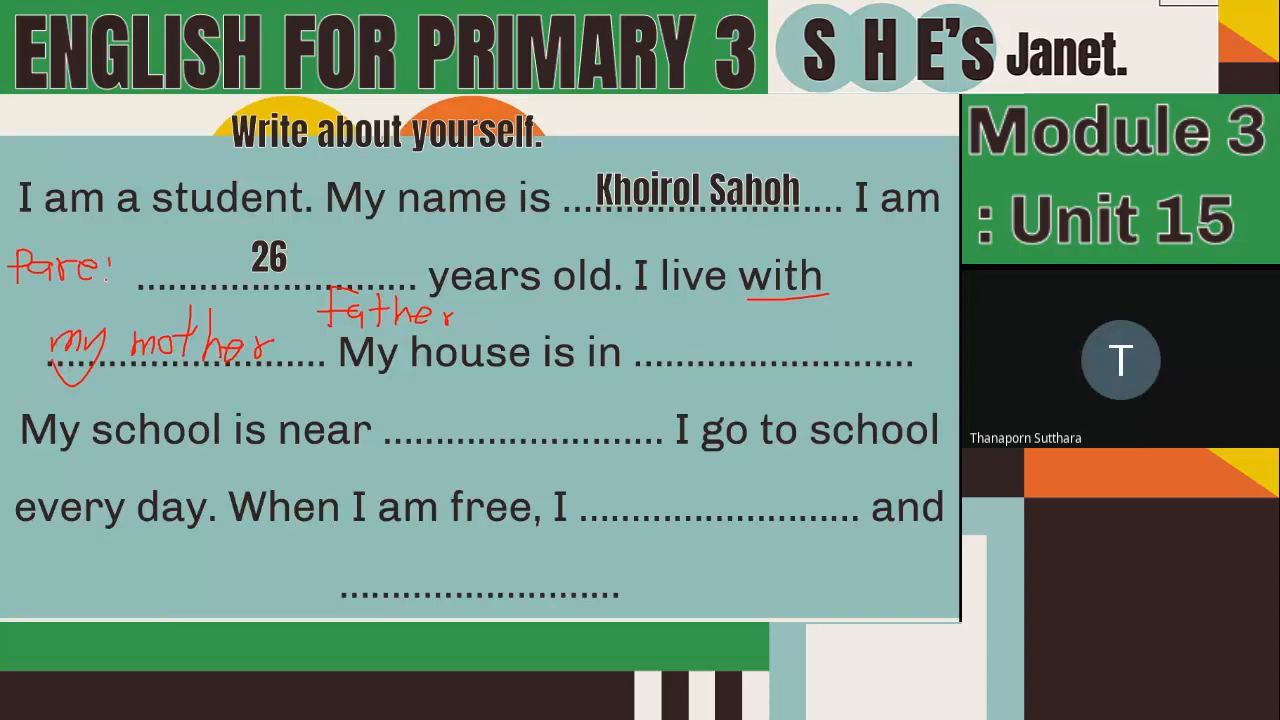 ENGLISH FOR PRIMARY 3
S H E's Janet.
Module 3
: Unit 15
Write about yourself.
I am a student. My name is ...Khoirol Sahoh... I am
Pare: ...26... years old. I live with
Father
my mother My house is in ...........................
My school is near ........................... I go to school
every day. When I am free, I ........................... and
...........................
T
Thanaporn Sutthara